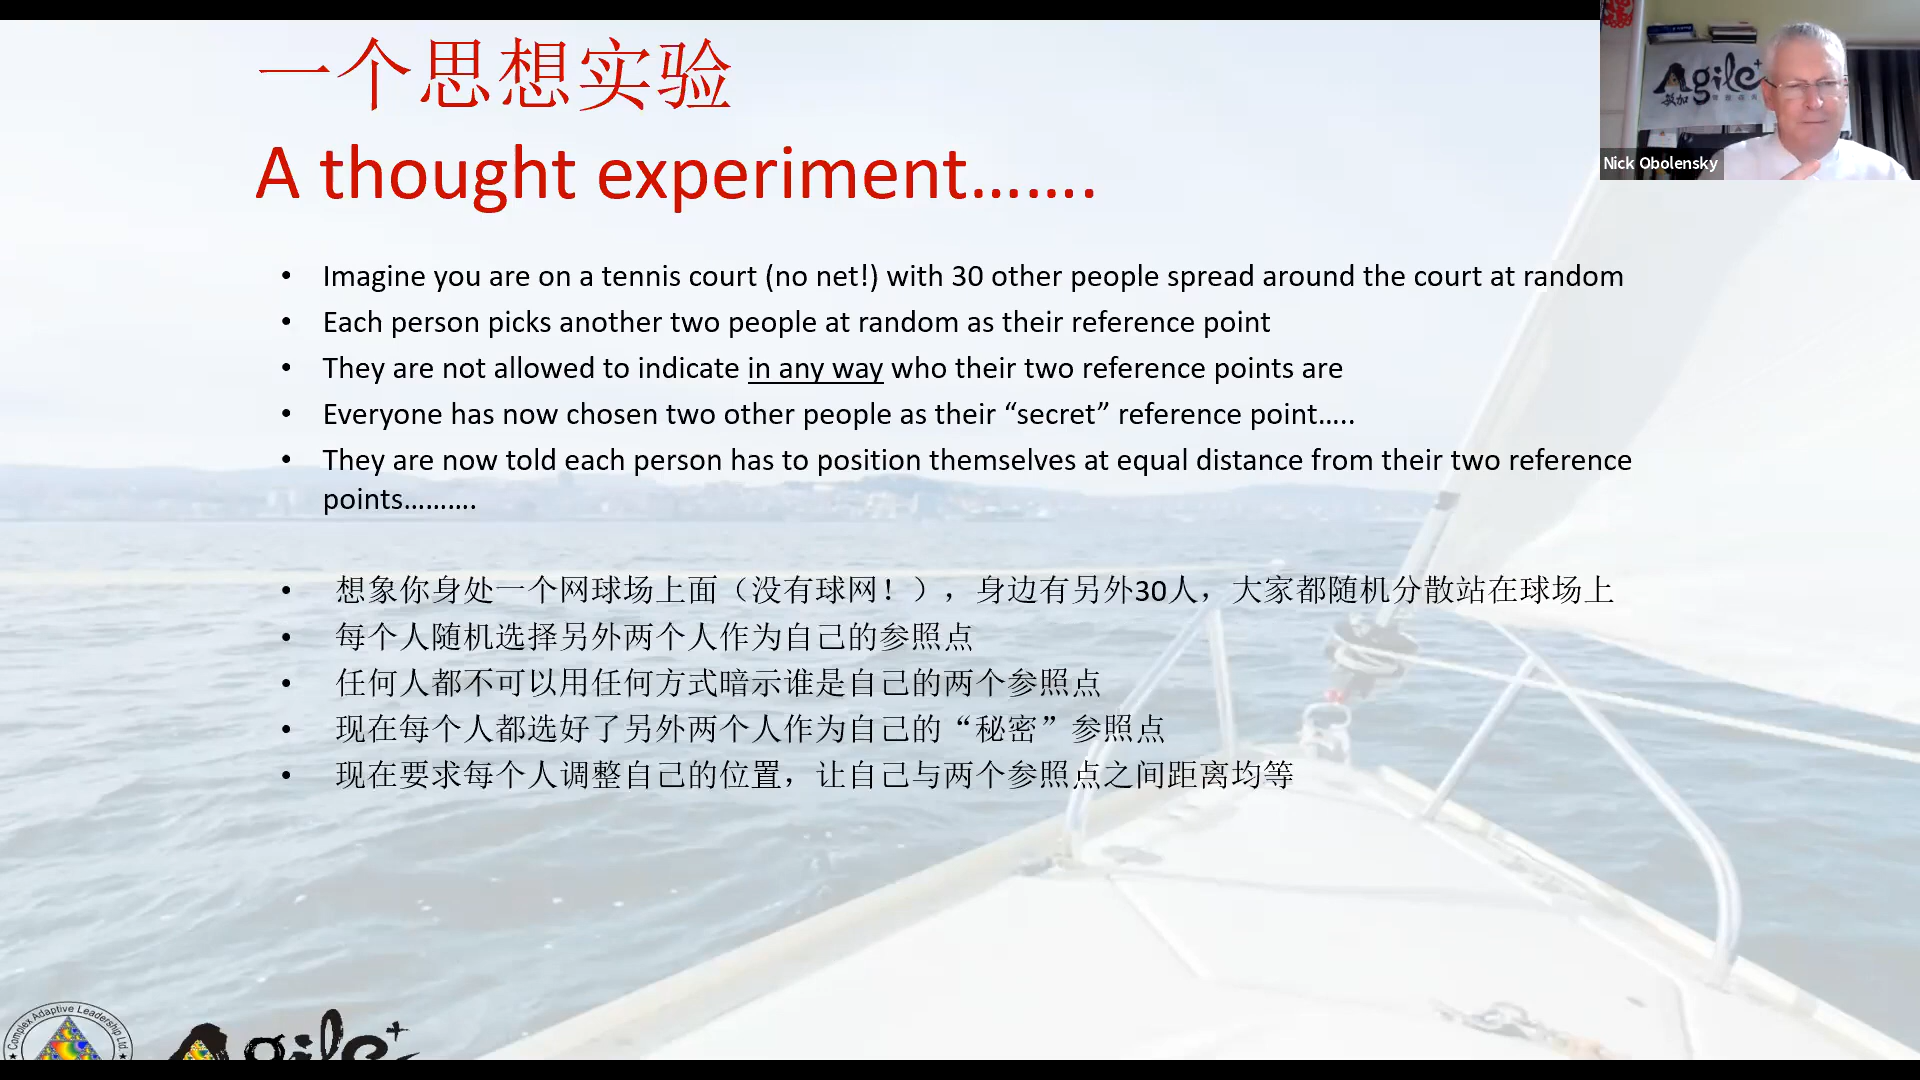 一个思想实验
A thought experiment…….
• Imagine you are on a tennis court (no net!) with 30 other people spread around the court at random
• Each person picks another two people at random as their reference point
• They are not allowed to indicate in any way who their two reference points are
• Everyone has now chosen two other people as their “secret” reference point…..
• They are now told each person has to position themselves at equal distance from their two reference
points……….
• 想象你身处一个网球场上面（没有球网！），身边有另外30人，大家都随机分散站在球场上
• 每个人随机选择另外两个人作为自己的参照点
• 任何人都不可以用任何方式暗示谁是自己的两个参照点
• 现在每个人都选好了另外两个人作为自己的“秘密”参照点
• 现在要求每个人调整自己的位置，让自己与两个参照点之间距离均等
Agile+
敏加
Nick Obolensky
Complex Adaptive Leadership Ltd.
Agile+